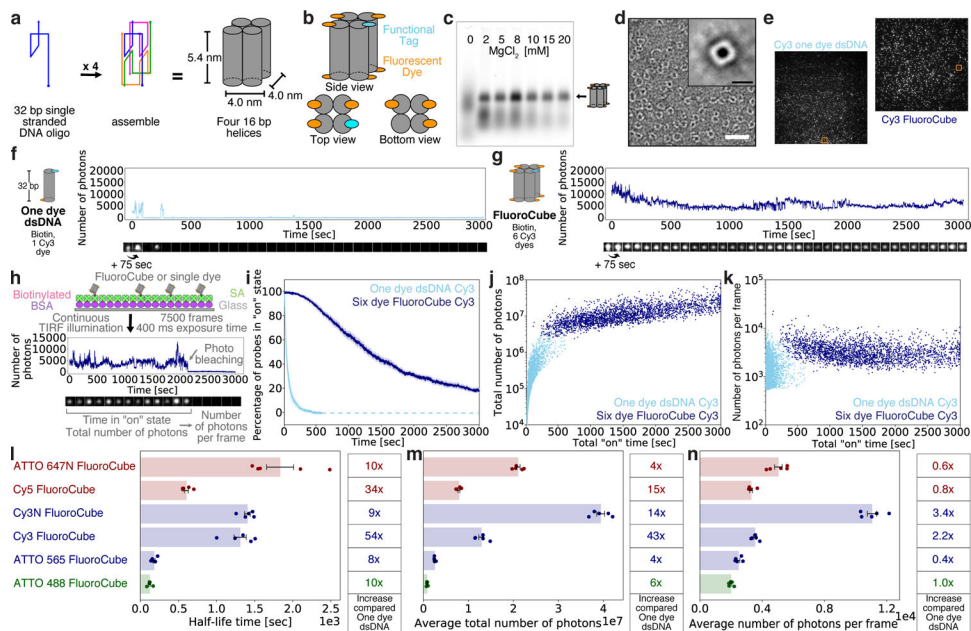 a
32 bp single
stranded
DNA oligo
x 4
assemble
=
5.4 nm
4.0 nm
4.0 nm
Four 16 bp
helices
b
Functional
Tag
Fluorescent
Dye
Side view
Top view
Bottom view
c
0 2 5 8 10 15 20
MgCl2 [mM]
d
e
Cy3 one dye dsDNA
Cy3 FluoroCube
f
32
bp
One dye
dsDNA
Biotin,
1 Cy3
dye
Number of photons
20000
15000
10000
5000
0
0 500 1000 1500 2000 2500 3000
Time [sec]
+ 75 sec
g
FluoroCube
Biotin,
6 Cy3
dyes
Number of photons
20000
15000
10000
5000
0
0 500 1000 1500 2000 2500 3000
Time [sec]
+ 75 sec
h
FluoroCube or single dye
Biotinylated
BSA
SA
Glass
Continuous
TIRF illumination
7500 frames
400 ms exposure time
Number of
photons
15000
10000
5000
0
Photo
bleaching
0 500 1000 1500 2000 2500 3000
Time [sec]
Time in "on" state
Total number of photons
Number
of photons
per frame
i
Percentage of probes in "on" state
100
80
60
40
20
0
One dye dsDNA Cy3
Six dye FluoroCube Cy3
0 500 1000 1500 2000 2500 3000
Time [sec]
j
Total number of photons
10^8
10^7
10^6
10^5
10^4
One dye dsDNA Cy3
Six dye FluoroCube Cy3
0 500 1000 1500 2000 2500 3000
Total "on" time [sec]
k
Number of photons per frame
10^5
10^4
10^3
10^2
One dye dsDNA Cy3
Six dye FluoroCube Cy3
0 500 1000 1500 2000 2500 3000
Total "on" time [sec]
l
ATTO 647N FluoroCube
Cy5 FluoroCube
Cy3N FluoroCube
Cy3 FluoroCube
ATTO 565 FluoroCube
ATTO 488 FluoroCube
0.0 0.5 1.0 1.5 2.0 2.5
Half-life time [sec] 1e3
10x
34x
9x
54x
8x
10x
Increase
compared
One dye
dsDNA
m
0 2 4
Average total number of photons 1e7
4x
15x
14x
43x
4x
6x
Increase
compared
One dye
dsDNA
n
0.0 0.4 0.8 1.2
1e4
Average number of photons per frame
0.6x
0.8x
3.4x
2.2x
0.4x
1.0x
Increase
compared
One dye
dsDNA